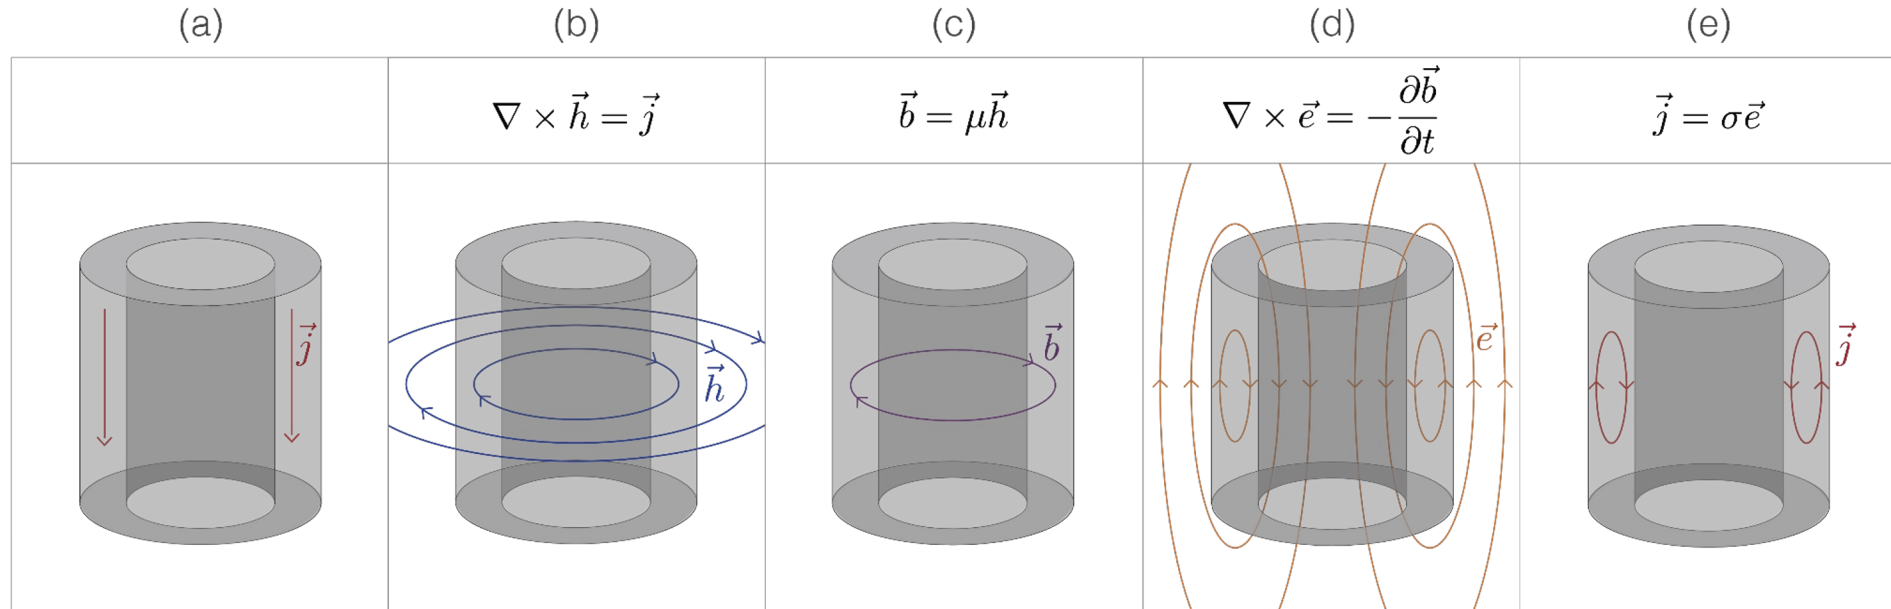 (a) (b) (c) (d) (e)
∇ × h⃗ = j⃗
b⃗ = μh⃗
∇ × e⃗ = −∂b⃗/∂t
j⃗ = σe⃗
j⃗
h⃗
b⃗
e⃗
j⃗